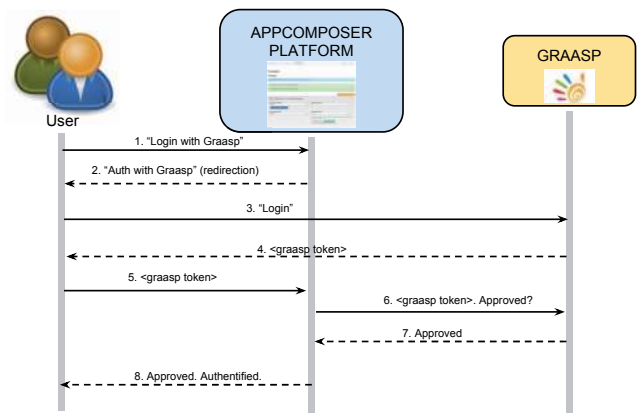 APPCOMPOSER
PLATFORM
GRAASP
User
1. “Login with Graasp”
2. “Auth with Graasp” (redirection)
3. “Login”
4. <graasp token>
5. <graasp token>
6. <graasp token>. Approved?
7. Approved
8. Approved. Authentified.